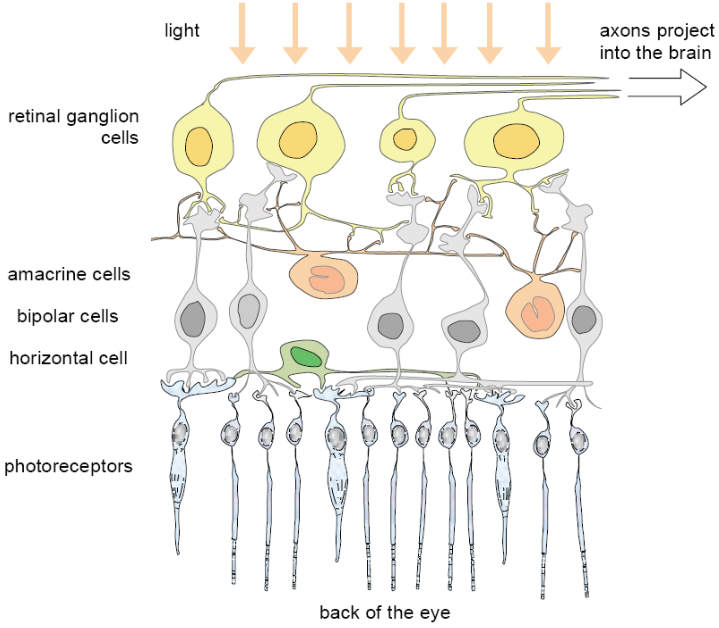 light
axons project
into the brain
retinal ganglion
cells
amacrine cells
bipolar cells
horizontal cell
photoreceptors
back of the eye